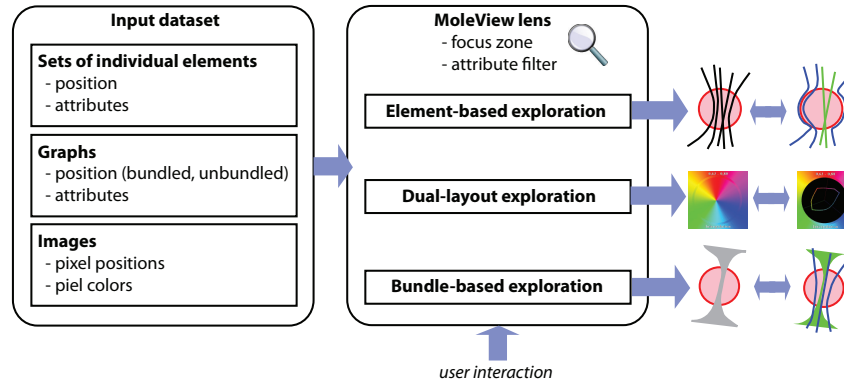 Input dataset
Sets of individual elements
- position
- attributes
Graphs
- position (bundled, unbundled)
- attributes
Images
- pixel positions
- piel colors
MoleView lens
- focus zone
- attribute filter
Element-based exploration
Dual-layout exploration
Bundle-based exploration
user interaction